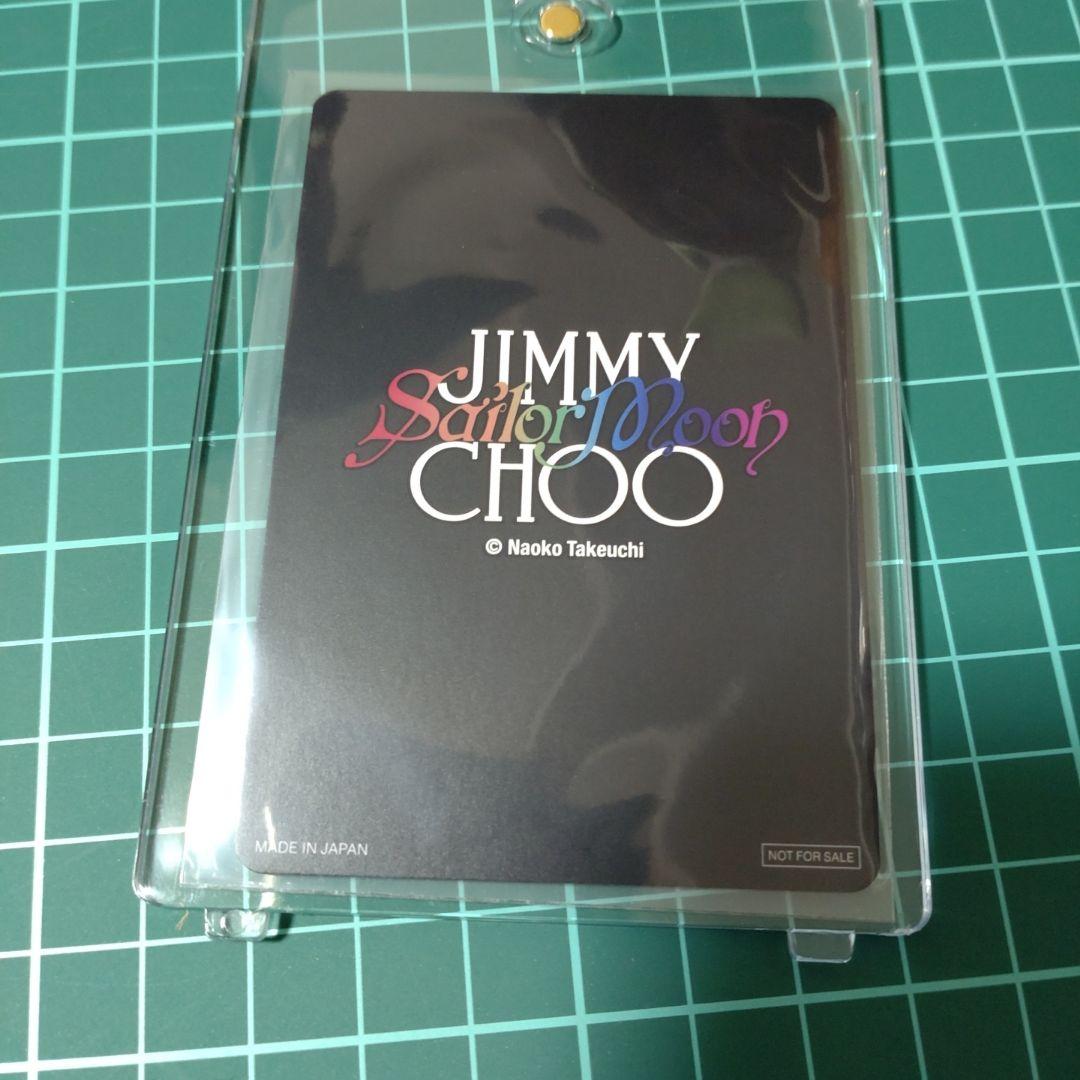 JIMMY
Sailor Moon
CHOO
© Naoko Takeuchi
MADE IN JAPAN
NOT FOR SALE